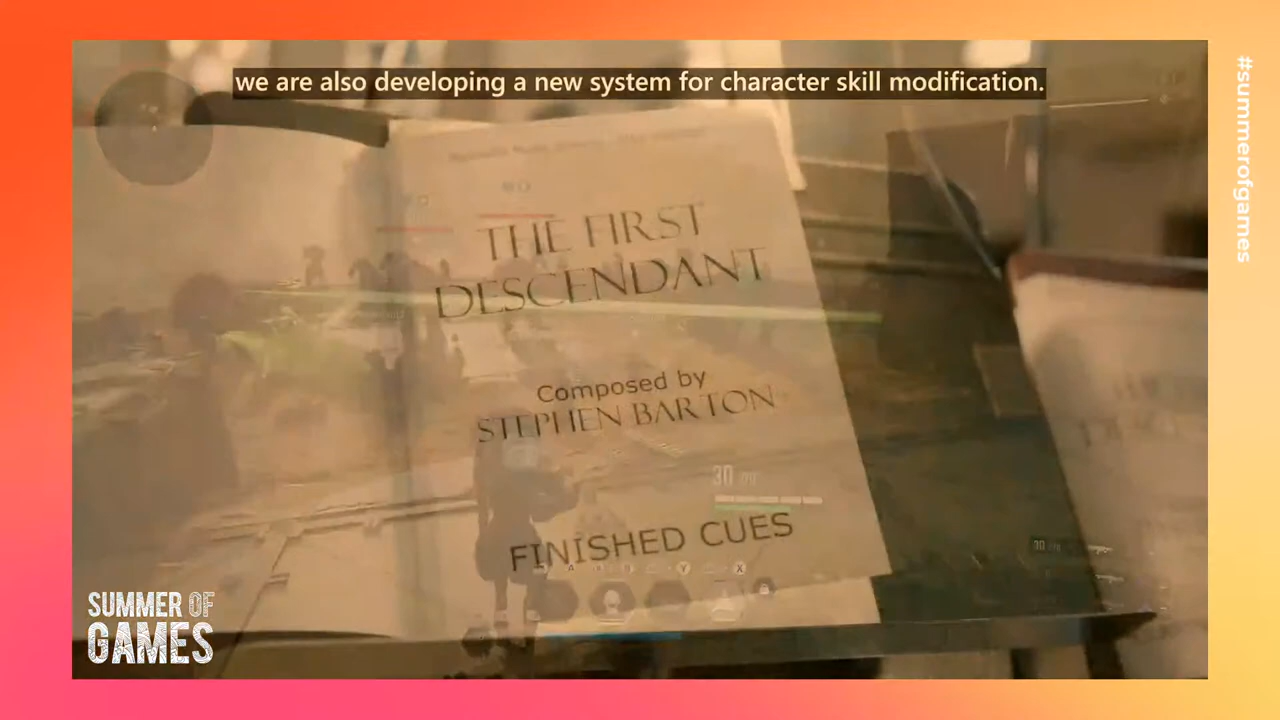 we are also developing a new system for character skill modification.
#summerofgames
THE FIRST
DESCENDANT
Composed by
STEPHEN BARTON
30
FINISHED CUES
Y
X
SUMMER OF
GAMES